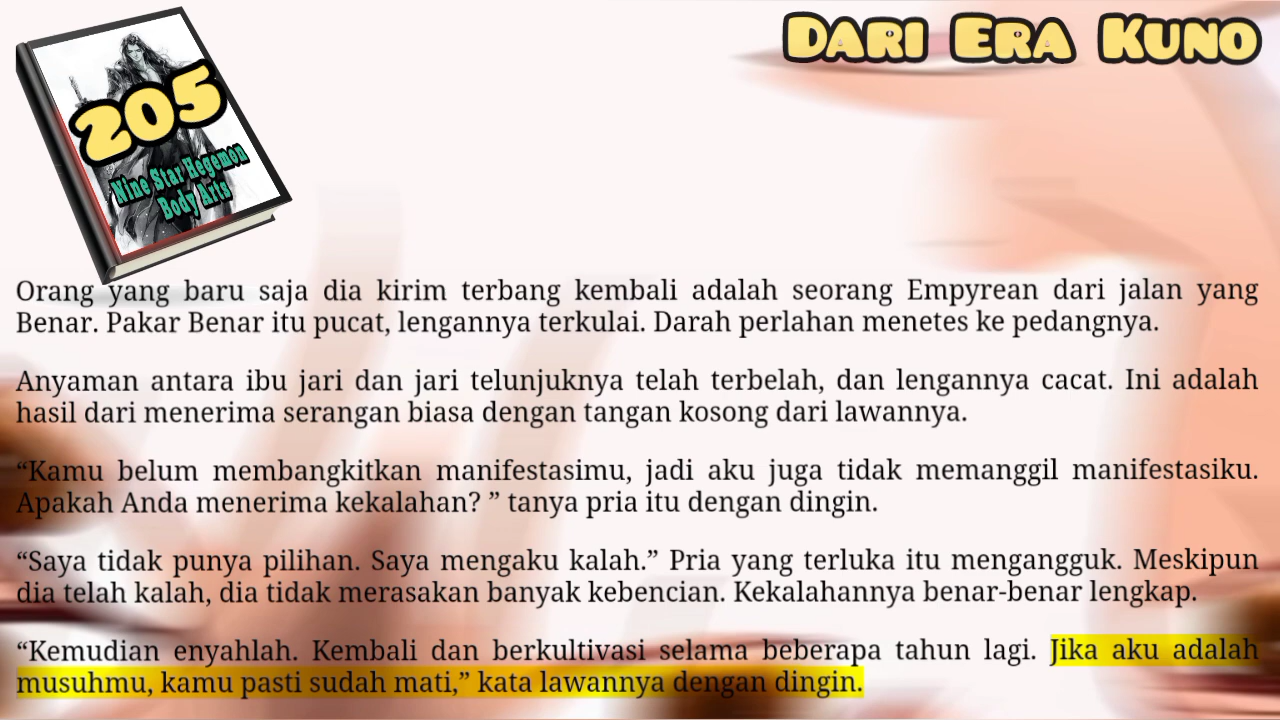 Dari Era Kuno
205
Nine Star Hegemon
Body Arts
Orang yang baru saja dia kirim terbang kembali adalah seorang Empyrean dari jalan yang
Benar. Pakar Benar itu pucat, lengannya terkulai. Darah perlahan menetes ke pedangnya.
Anyaman antara ibu jari dan jari telunjuknya telah terbelah, dan lengannya cacat. Ini adalah
hasil dari menerima serangan biasa dengan tangan kosong dari lawannya.
“Kamu belum membangkitkan manifestasimu, jadi aku juga tidak memanggil manifestasiku.
Apakah Anda menerima kekalahan? ” tanya pria itu dengan dingin.
“Saya tidak punya pilihan. Saya mengaku kalah.” Pria yang terluka itu mengangguk. Meskipun
dia telah kalah, dia tidak merasakan banyak kebencian. Kekalahannya benar-benar lengkap.
“Kemudian enyahlah. Kembali dan berkultivasi selama beberapa tahun lagi. Jika aku adalah
musuhmu, kamu pasti sudah mati,” kata lawannya dengan dingin.